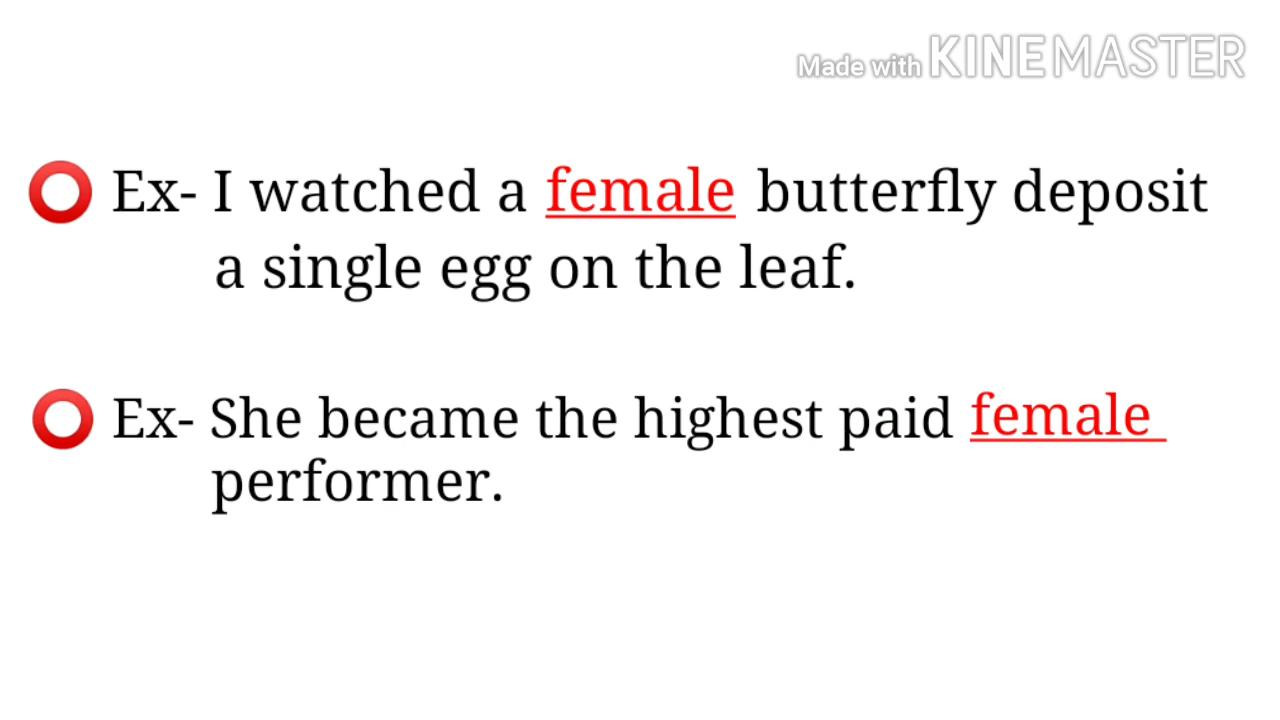 Made with KINEMASTER
Ex- I watched a female butterfly deposit
a single egg on the leaf.
Ex- She became the highest paid female
performer.